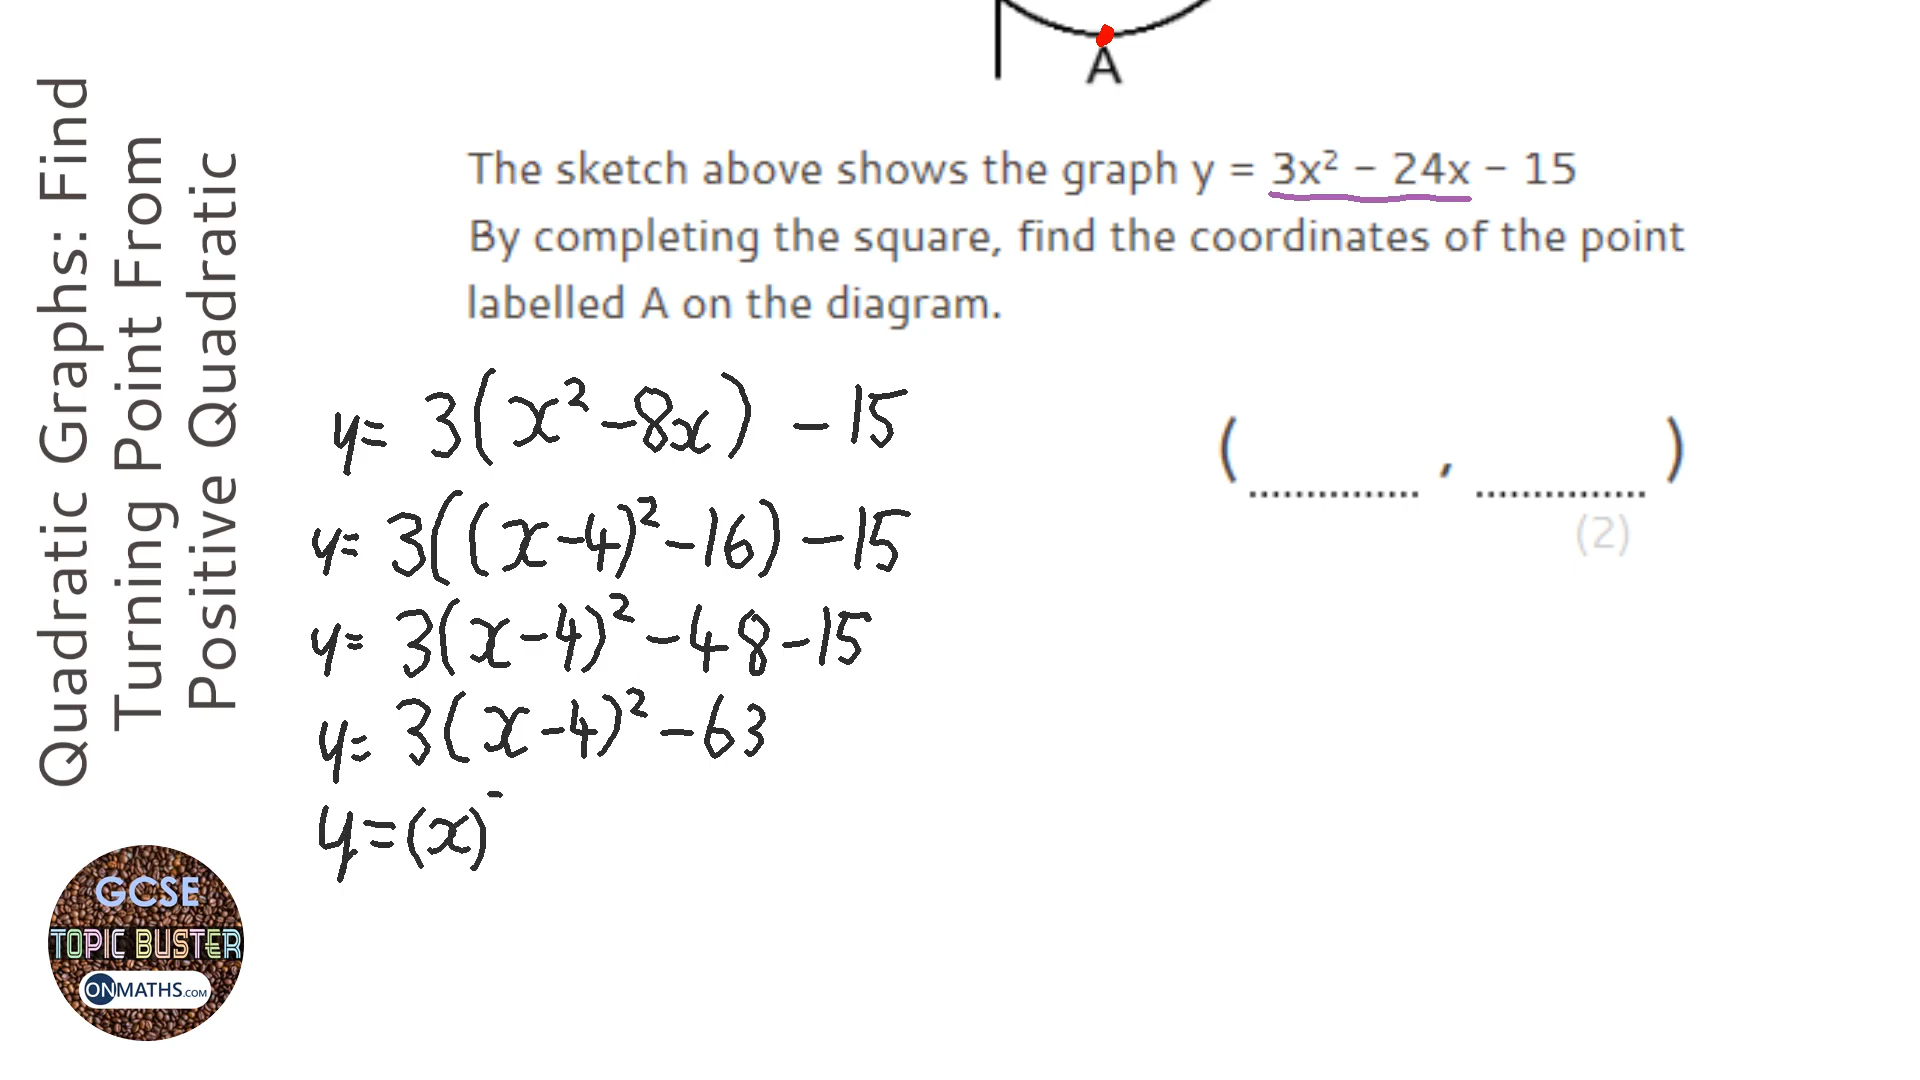 Quadratic Graphs: Find
Turning Point From
Positive Quadratic
A
The sketch above shows the graph y = 3x² − 24x − 15
By completing the square, find the coordinates of the point
labelled A on the diagram.
y= 3(x²-8x) -15
y= 3((x-4)²-16) -15
y= 3(x-4)²-48-15
y= 3(x-4)²-63
y=(x)
(............... , ...............)
(2)
GCSE
TOPIC BUSTER
ONMATHS.COM